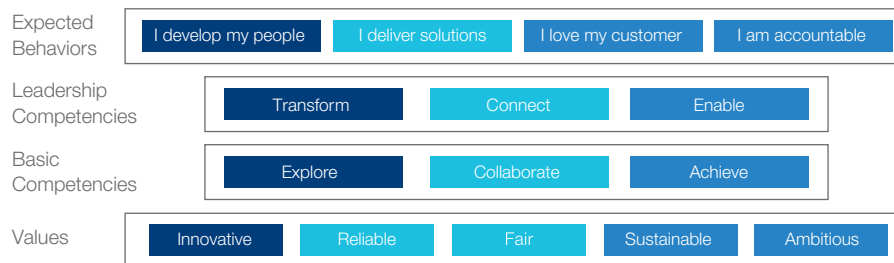 Expected
Behaviors
I develop my people I deliver solutions I love my customer I am accountable
Leadership
Competencies
Transform Connect Enable
Basic
Competencies
Explore Collaborate Achieve
Values
Innovative Reliable Fair Sustainable Ambitious